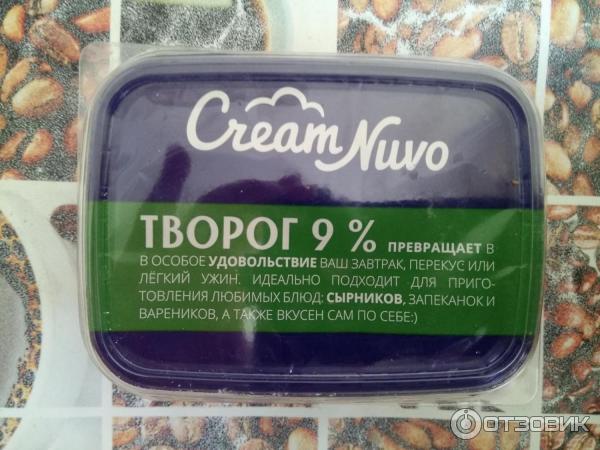 Cream Nuvo
ТВОРОГ 9 % ПРЕВРАЩАЕТ В
В ОСОБОЕ УДОВОЛЬСТВИЕ ВАШ ЗАВТРАК, ПЕРЕКУС ИЛИ
ЛЁГКИЙ УЖИН. ИДЕАЛЬНО ПОДХОДИТ ДЛЯ ПРИГО-
ТОВЛЕНИЯ ЛЮБИМЫХ БЛЮД: СЫРНИКОВ, ЗАПЕКАНОК И
ВАРЕНИКОВ, А ТАКЖЕ ВКУСЕН САМ ПО СЕБЕ:)
ОТЗОВИК